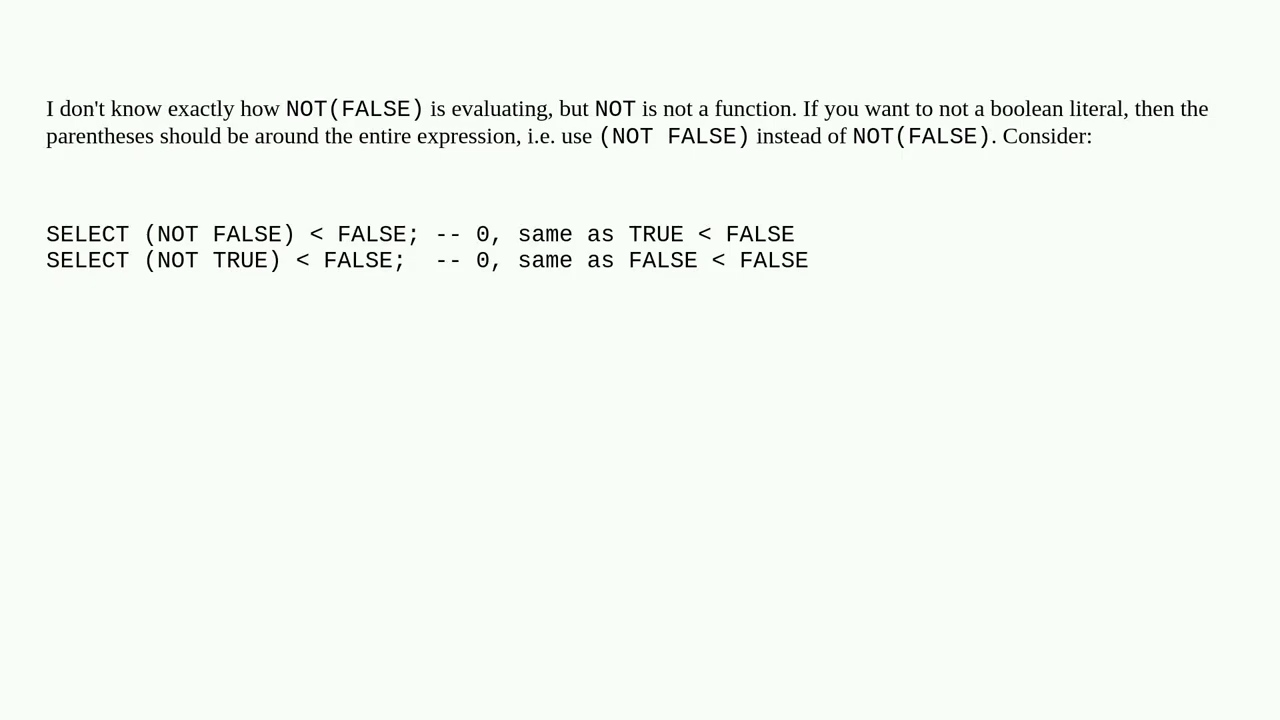 I don't know exactly how NOT(FALSE) is evaluating, but NOT is not a function. If you want to not a boolean literal, then the
parentheses should be around the entire expression, i.e. use (NOT FALSE) instead of NOT(FALSE). Consider:
SELECT (NOT FALSE) < FALSE; -- 0, same as TRUE < FALSE
SELECT (NOT TRUE) < FALSE;  -- 0, same as FALSE < FALSE